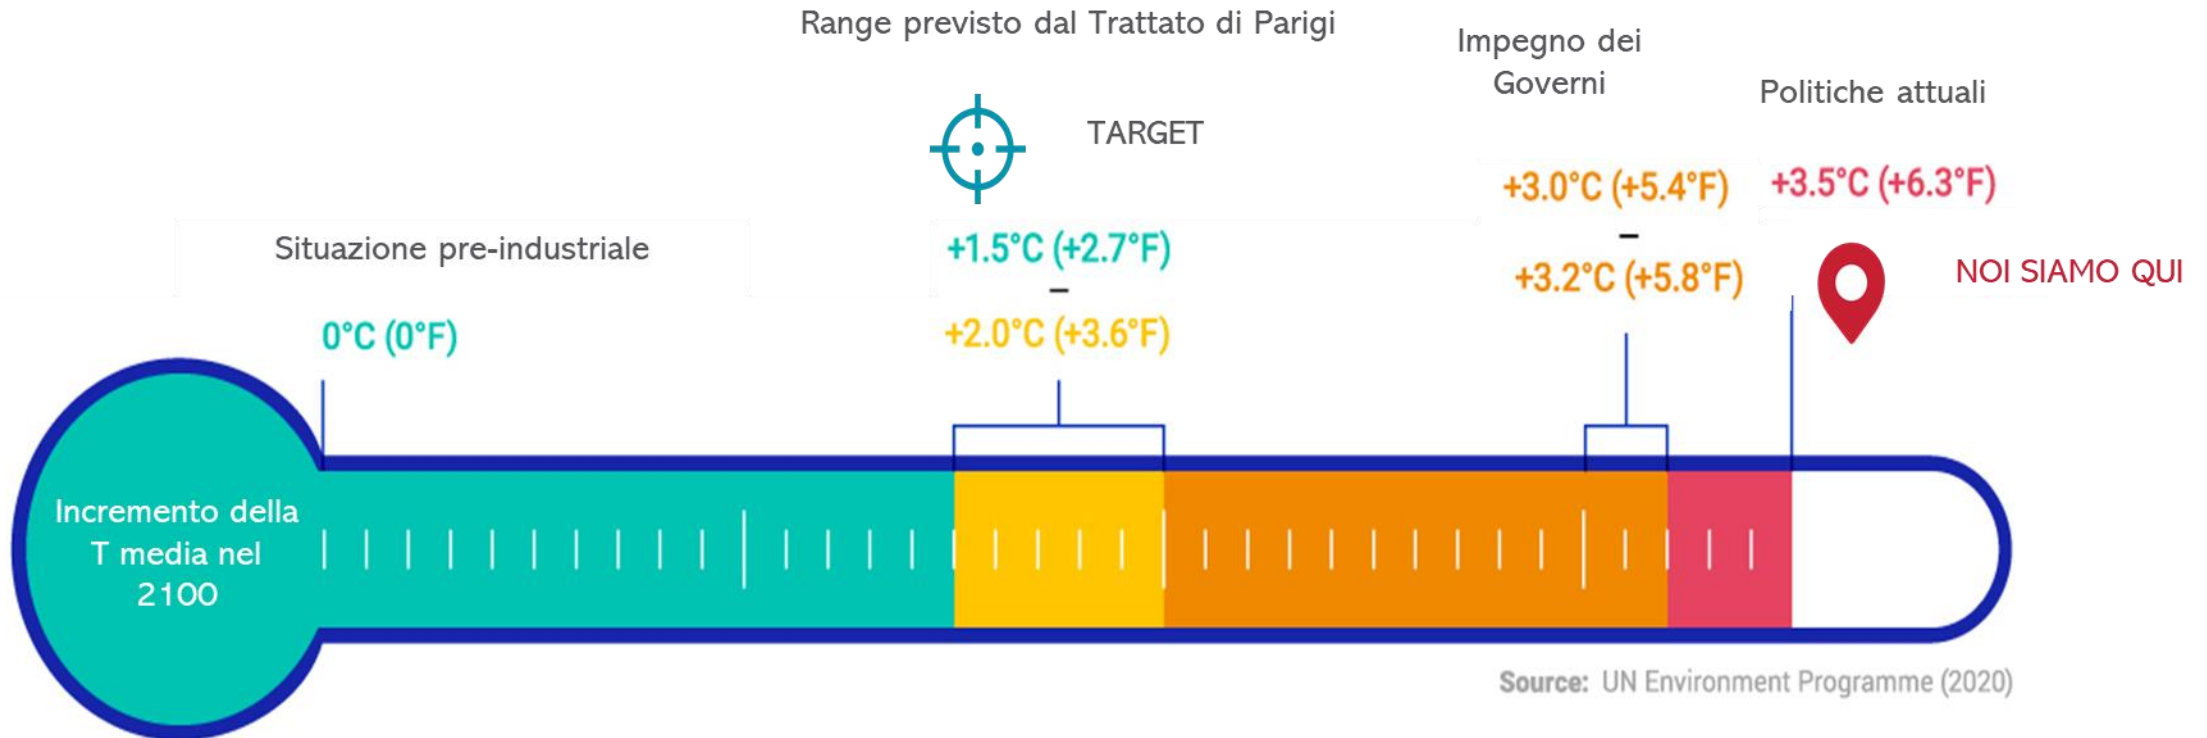 Range previsto dal Trattato di Parigi
Impegno dei
Governi
Politiche attuali
TARGET
+3.0°C (+5.4°F)
–
+3.2°C (+5.8°F)
+3.5°C (+6.3°F)
Situazione pre-industriale
+1.5°C (+2.7°F)
–
+2.0°C (+3.6°F)
NOI SIAMO QUI
0°C (0°F)
Incremento della
T media nel
2100
Source: UN Environment Programme (2020)